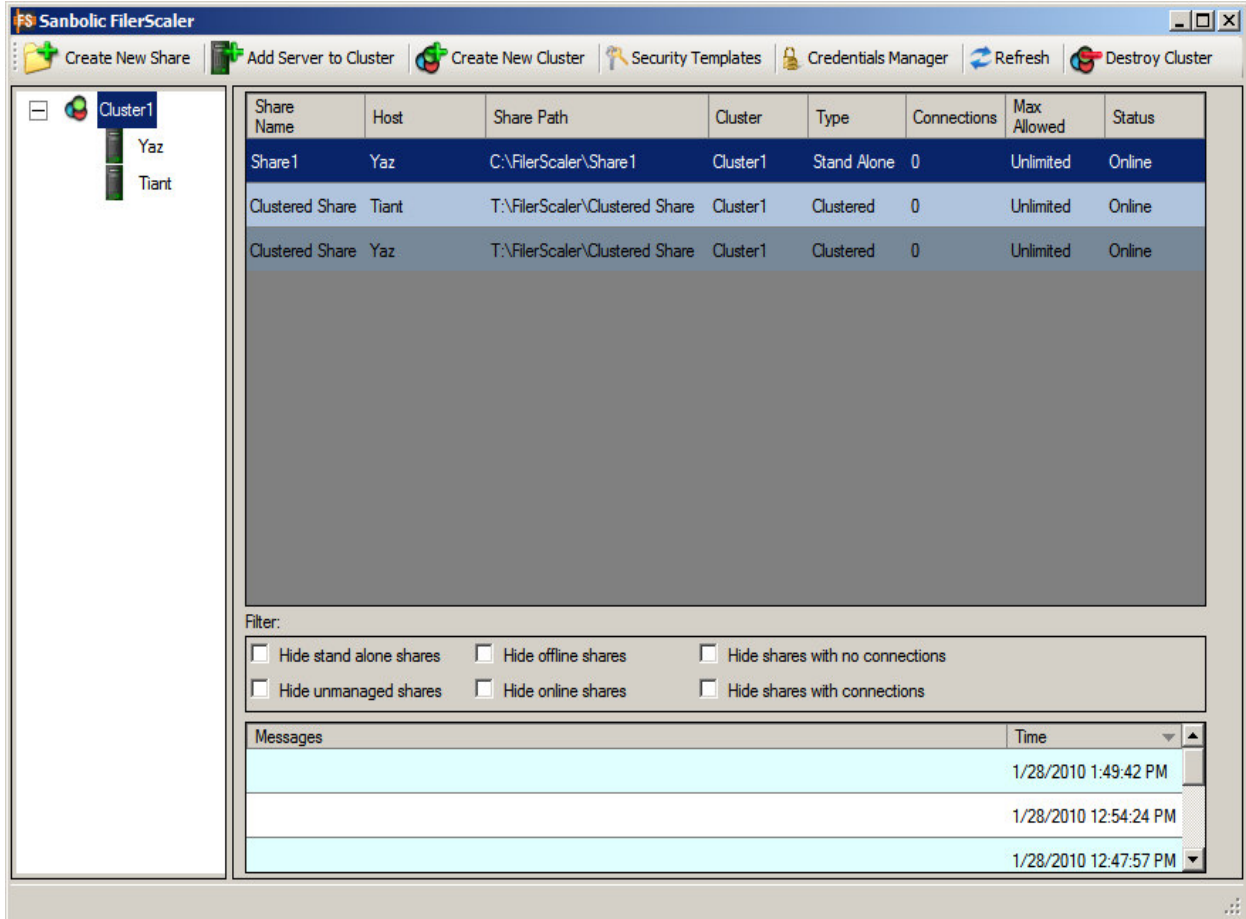 FS Sanbolic FilerScaler
Create New Share Add Server to Cluster Create New Cluster Security Templates Credentials Manager Refresh Destroy Cluster
Cluster1
Yaz
Tiant
Share Name Host Share Path Cluster Type Connections Max Allowed Status
Share1 Yaz C:\FilerScaler\Share1 Cluster1 Stand Alone 0 Unlimited Online
Clustered Share Tiant T:\FilerScaler\Clustered Share Cluster1 Clustered 0 Unlimited Online
Clustered Share Yaz T:\FilerScaler\Clustered Share Cluster1 Clustered 0 Unlimited Online
Filter:
Hide stand alone shares Hide offline shares Hide shares with no connections
Hide unmanaged shares Hide online shares Hide shares with connections
Messages Time
1/28/2010 1:49:42 PM
1/28/2010 12:54:24 PM
1/28/2010 12:47:57 PM